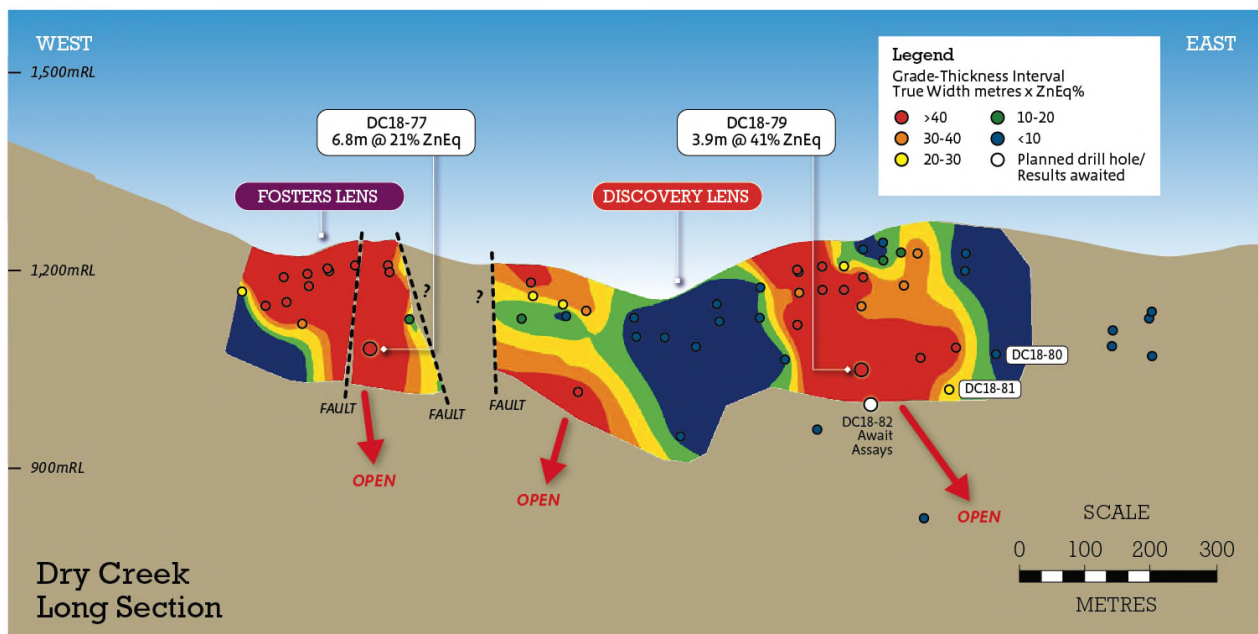 WEST
EAST
1,500mRL
Legend
Grade-Thickness Interval
True Width metres x ZnEq%
>40
10-20
30-40
<10
20-30
Planned drill hole/
Results awaited
DC18-77
6.8m @ 21% ZnEq
DC18-79
3.9m @ 41% ZnEq
FOSTERS LENS
DISCOVERY LENS
1,200mRL
?
?
DC18-80
DC18-81
FAULT
FAULT
FAULT
DC18-82
Await
Assays
900mRL
OPEN
OPEN
OPEN
SCALE
0 100 200 300
METRES
Dry Creek
Long Section